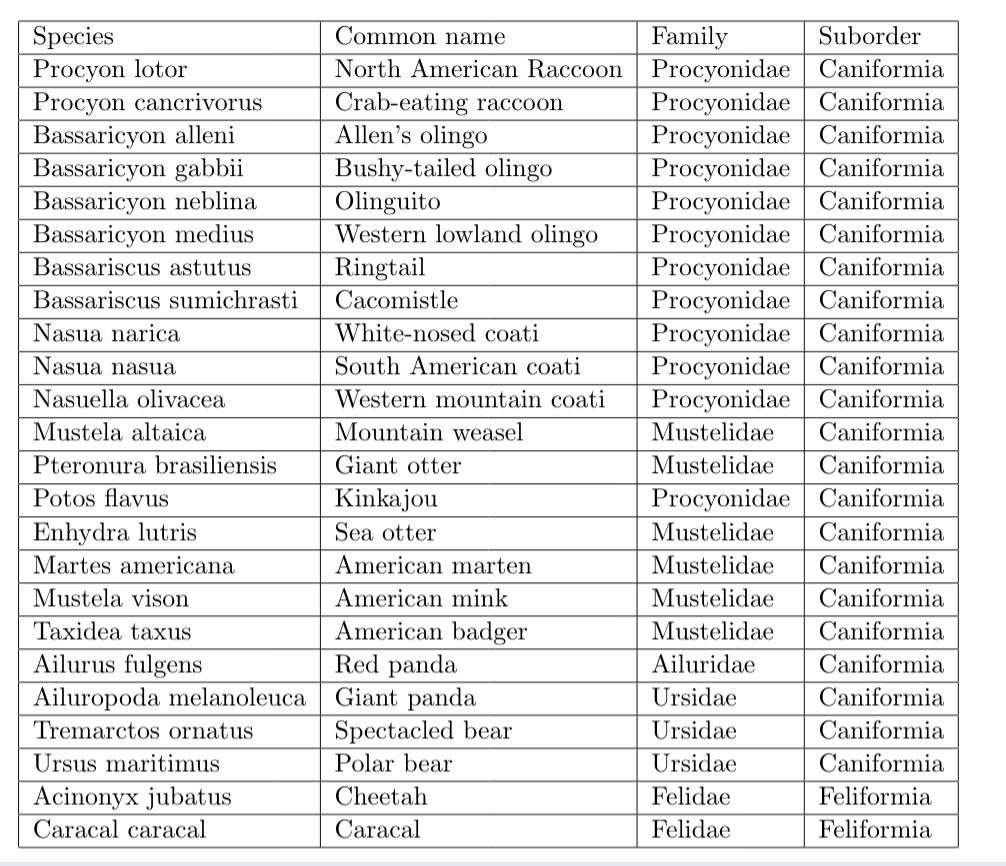 Species Common name Family Suborder
Procyon lotor North American Raccoon Procyonidae Caniformia
Procyon cancrivorus Crab-eating raccoon Procyonidae Caniformia
Bassaricyon alleni Allen's olingo Procyonidae Caniformia
Bassaricyon gabbii Bushy-tailed olingo Procyonidae Caniformia
Bassaricyon neblina Olinguito Procyonidae Caniformia
Bassaricyon medius Western lowland olingo Procyonidae Caniformia
Bassariscus astutus Ringtail Procyonidae Caniformia
Bassariscus sumichrasti Cacomistle Procyonidae Caniformia
Nasua narica White-nosed coati Procyonidae Caniformia
Nasua nasua South American coati Procyonidae Caniformia
Nasuella olivacea Western mountain coati Procyonidae Caniformia
Mustela altaica Mountain weasel Mustelidae Caniformia
Pteronura brasiliensis Giant otter Mustelidae Caniformia
Potos flavus Kinkajou Procyonidae Caniformia
Enhydra lutris Sea otter Mustelidae Caniformia
Martes americana American marten Mustelidae Caniformia
Mustela vison American mink Mustelidae Caniformia
Taxidea taxus American badger Mustelidae Caniformia
Ailurus fulgens Red panda Ailuridae Caniformia
Ailuropoda melanoleuca Giant panda Ursidae Caniformia
Tremarctos ornatus Spectacled bear Ursidae Caniformia
Ursus maritimus Polar bear Ursidae Caniformia
Acinonyx jubatus Cheetah Felidae Feliformia
Caracal caracal Caracal Felidae Feliformia